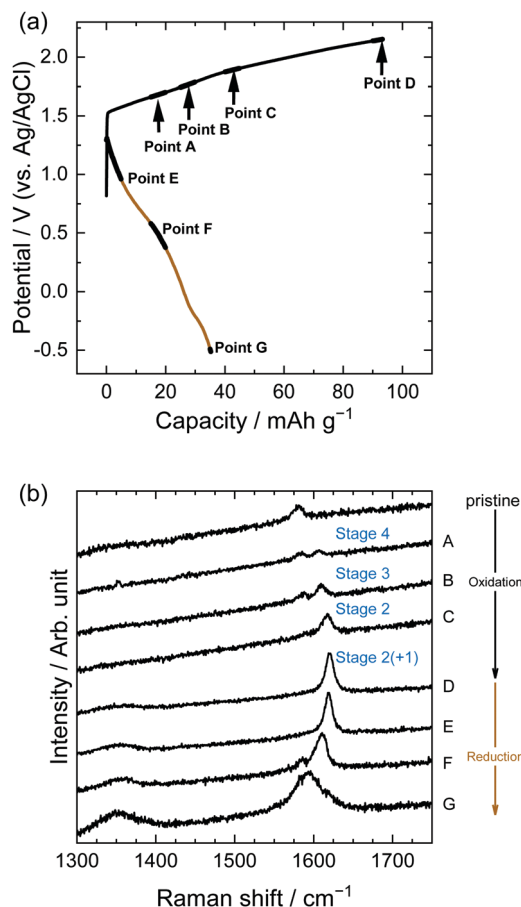 (a)
Potential / V (vs. Ag/AgCl)
2.0
1.5
1.0
0.5
0.0
-0.5
Point A
Point B
Point C
Point D
Point E
Point F
Point G
0 20 40 60 80 100
Capacity / mAh g⁻¹
(b)
Intensity / Arb. unit
pristine
Stage 4
A
Stage 3
B
Oxidation
Stage 2
C
Stage 2(+1)
D
E
F
Reduction
G
1300 1400 1500 1600 1700
Raman shift / cm⁻¹